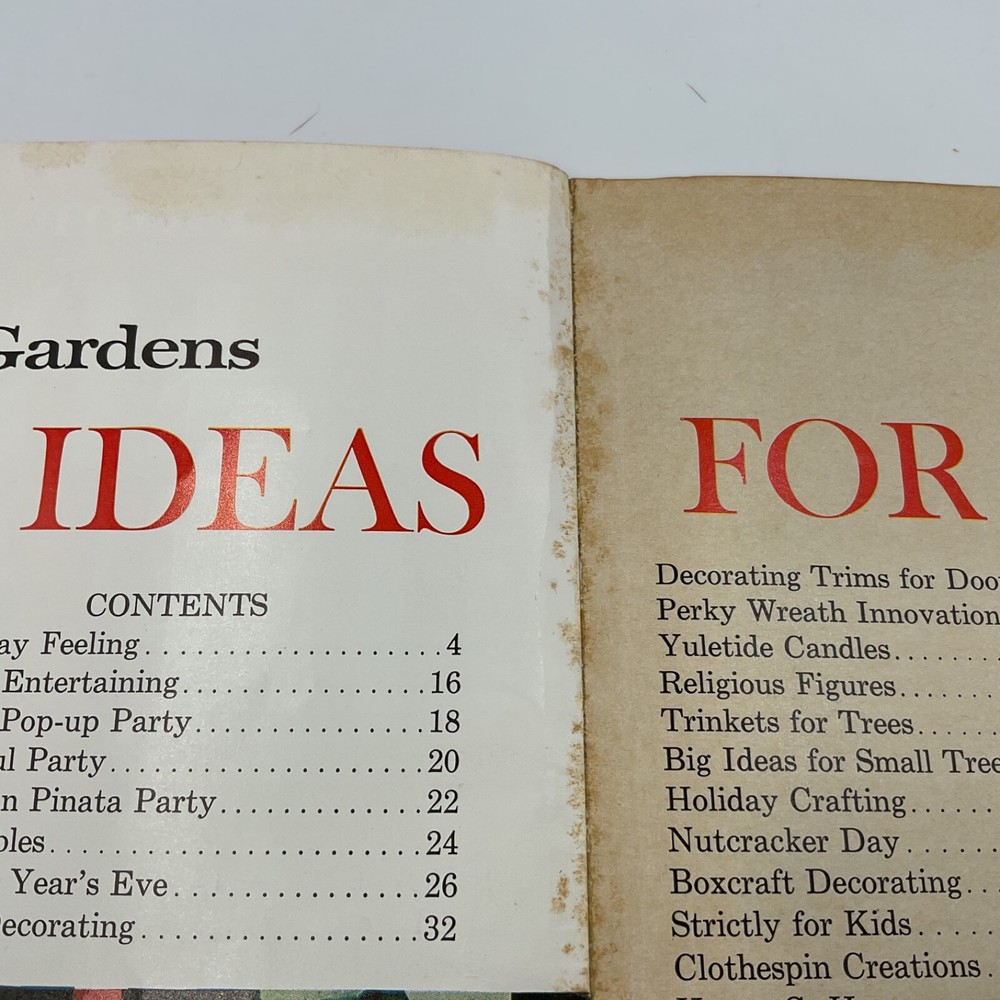 Gardens
IDEAS
CONTENTS
ay Feeling....................4
Entertaining.................16
Pop-up Party................18
ul Party......................20
n Pinata Party..............22
bles..........................24
Year's Eve..................26
ecorating...................32
FOR
Decorating Trims for Doo
Perky Wreath Innovation
Yuletide Candles.......
Religious Figures.......
Trinkets for Trees......
Big Ideas for Small Tree
Holiday Crafting......
Nutcracker Day......
Boxcraft Decorating...
Strictly for Kids......
Clothespin Creations.